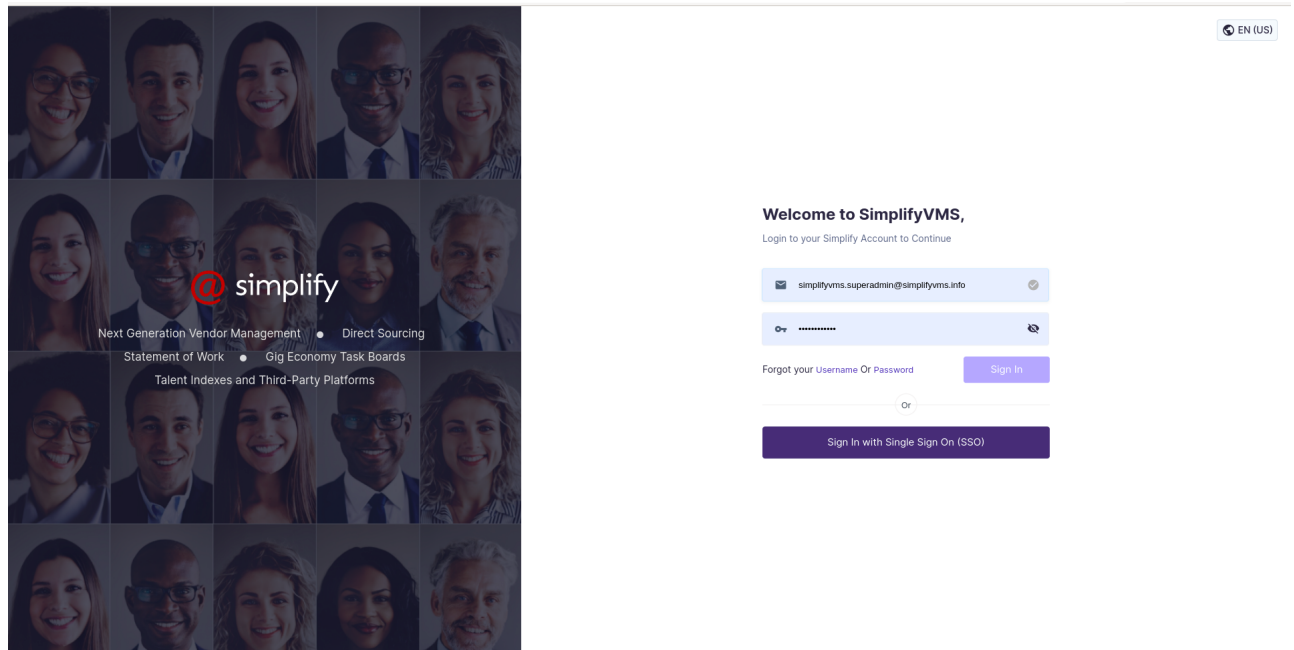 EN (US)
@ simplify
Next Generation Vendor Management ● Direct Sourcing
Statement of Work ● Gig Economy Task Boards
Talent Indexes and Third-Party Platforms
Welcome to SimplifyVMS,
Login to your Simplify Account to Continue
simplifyvms.superadmin@simplifyvms.info
••••••••••••
Forgot your Username Or Password
Sign In
Or
Sign In with Single Sign On (SSO)